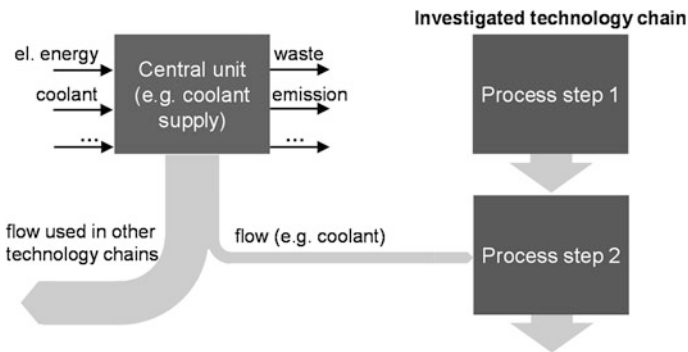 Investigated technology chain
el. energy
coolant
...
Central unit
(e.g. coolant
supply)
waste
emission
...
Process step 1
flow used in other
technology chains
flow (e.g. coolant)
Process step 2